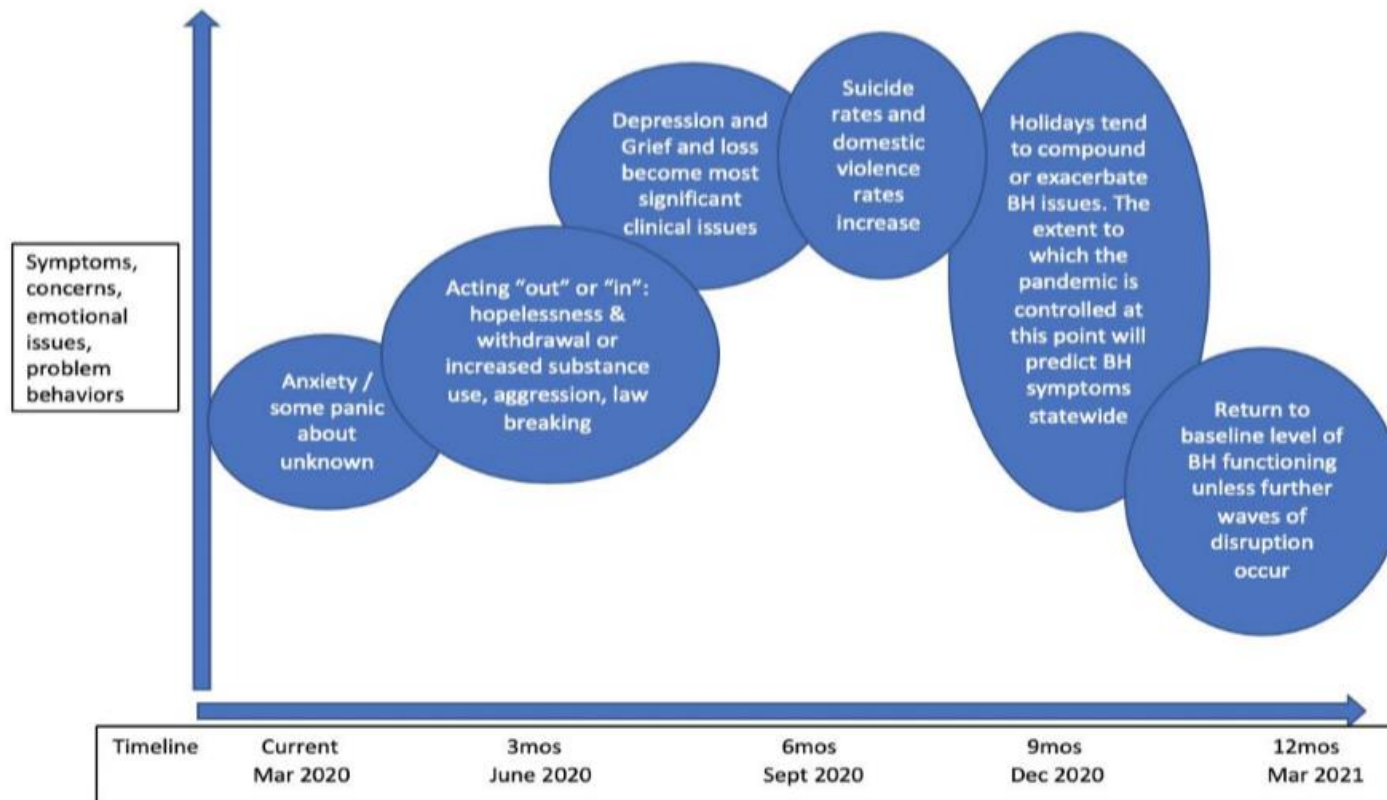 Symptoms,
concerns,
emotional
issues,
problem
behaviors
Anxiety /
some panic
about
unknown
Acting “out” or “in”:
hopelessness &
withdrawal or
increased substance
use, aggression, law
breaking
Depression and
Grief and loss
become most
significant
clinical issues
Suicide
rates and
domestic
violence
rates
increase
Holidays tend
to compound
or exacerbate
BH issues. The
extent to
which the
pandemic is
controlled at
this point will
predict BH
symptoms
statewide
Return to
baseline level of
BH functioning
unless further
waves of
disruption
occur
Timeline Current 3mos 6mos 9mos 12mos
Mar 2020 June 2020 Sept 2020 Dec 2020 Mar 2021